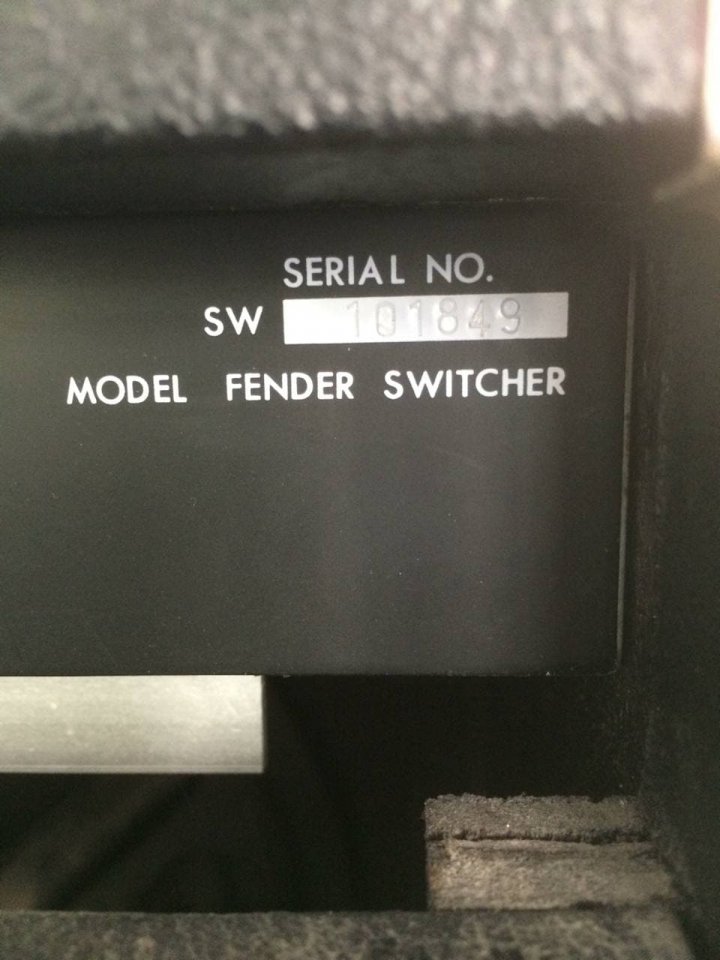 SERIAL NO.
SW 101849
MODEL FENDER SWITCHER